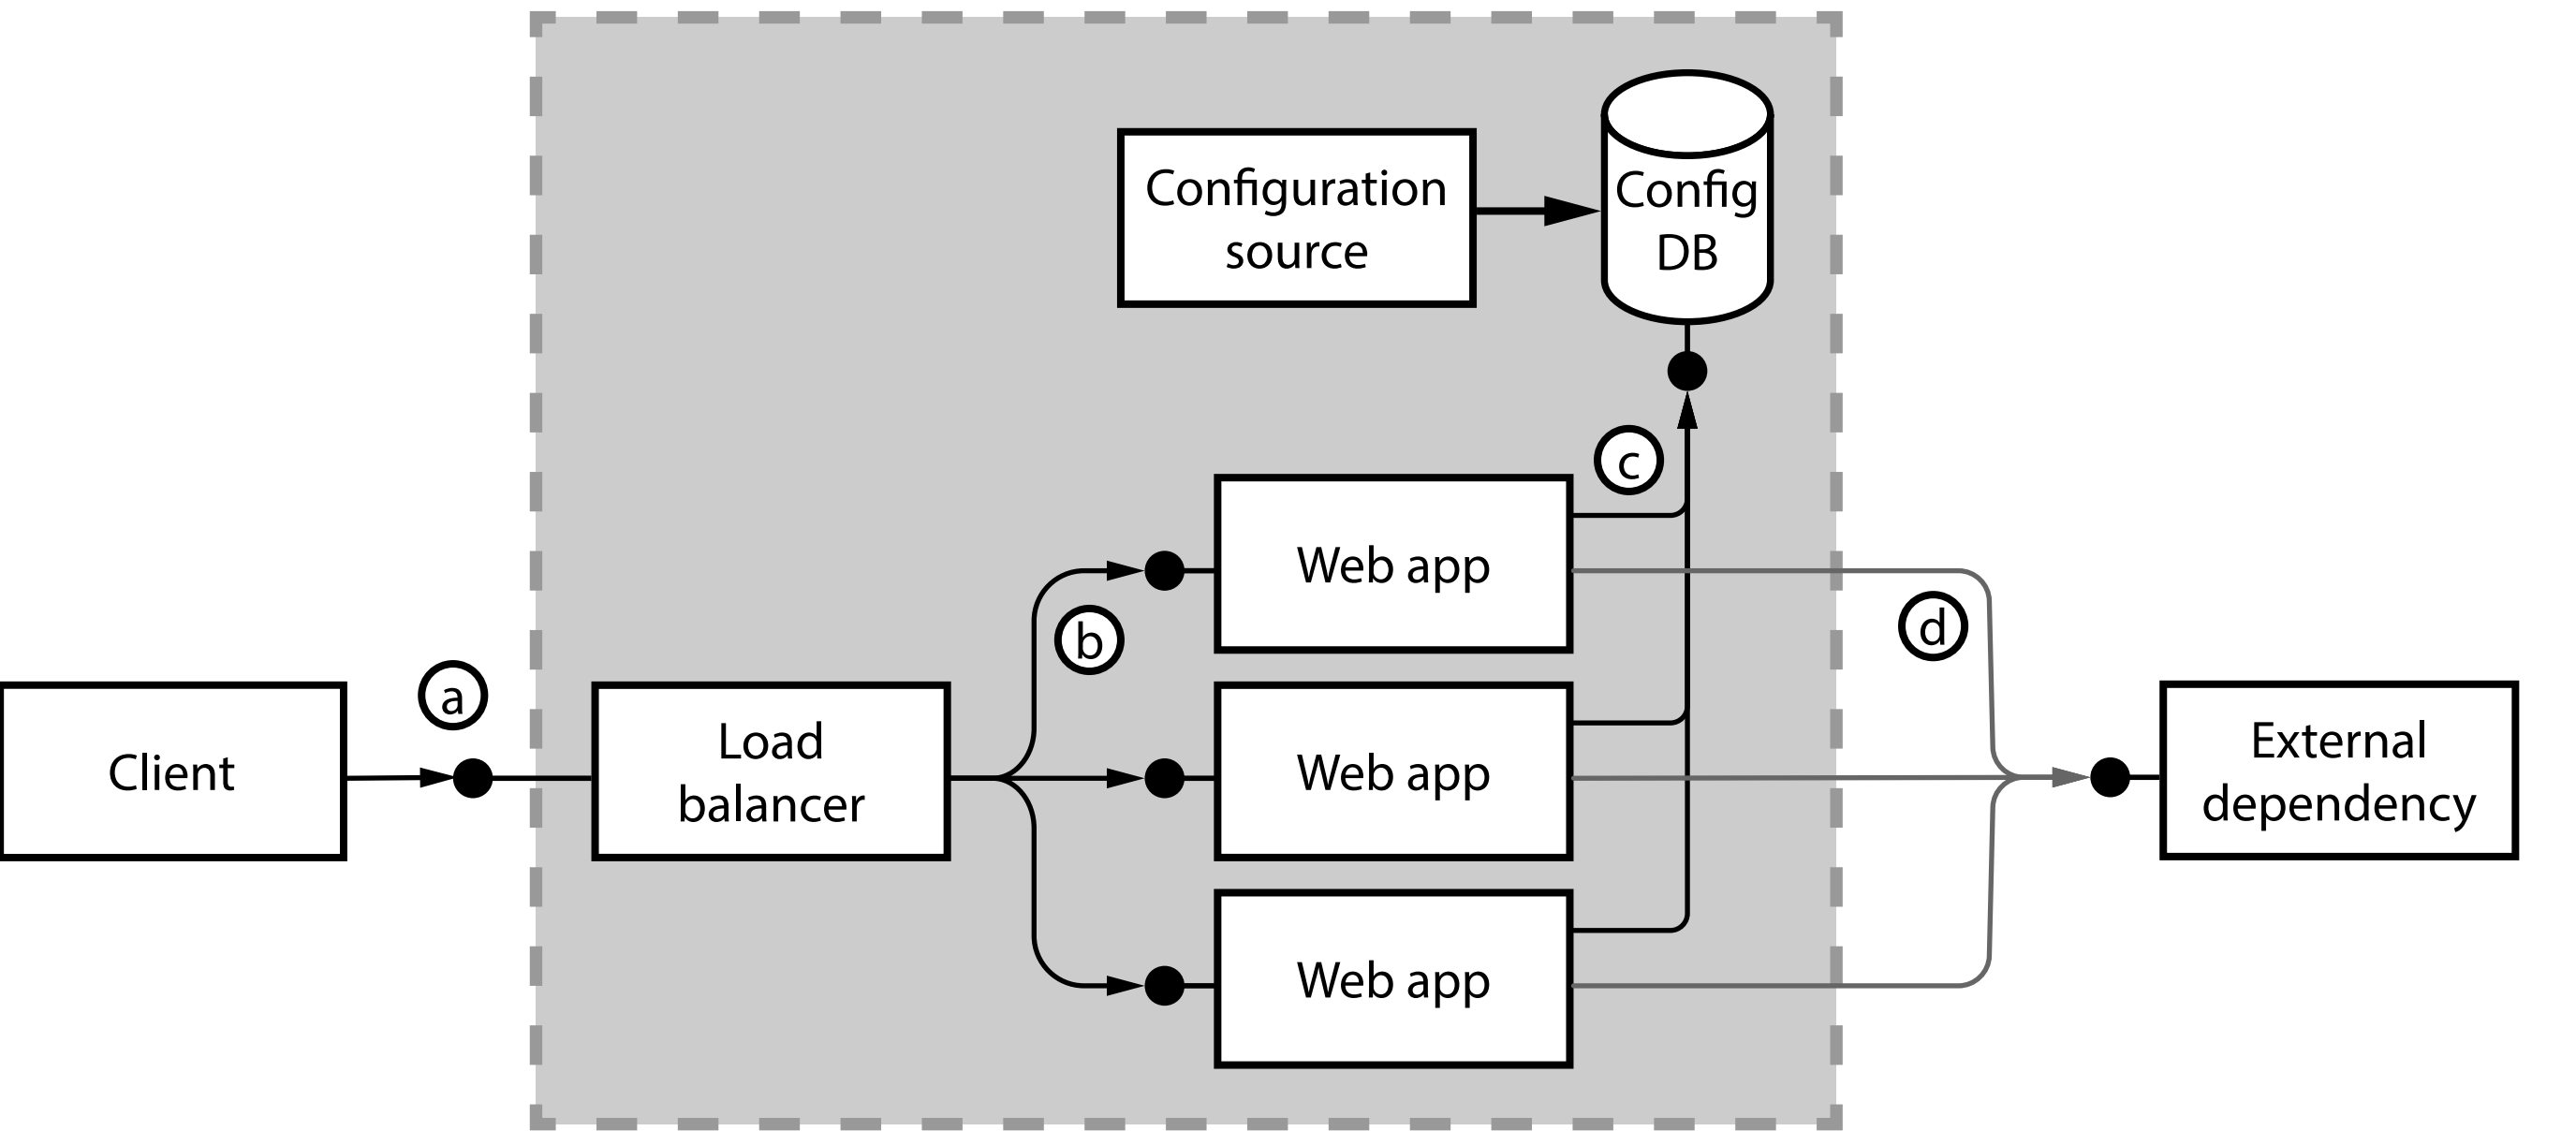 Configuration
source
Config
DB
c
Web app
b
d
a
Client
Load
balancer
Web app
External
dependency
Web app